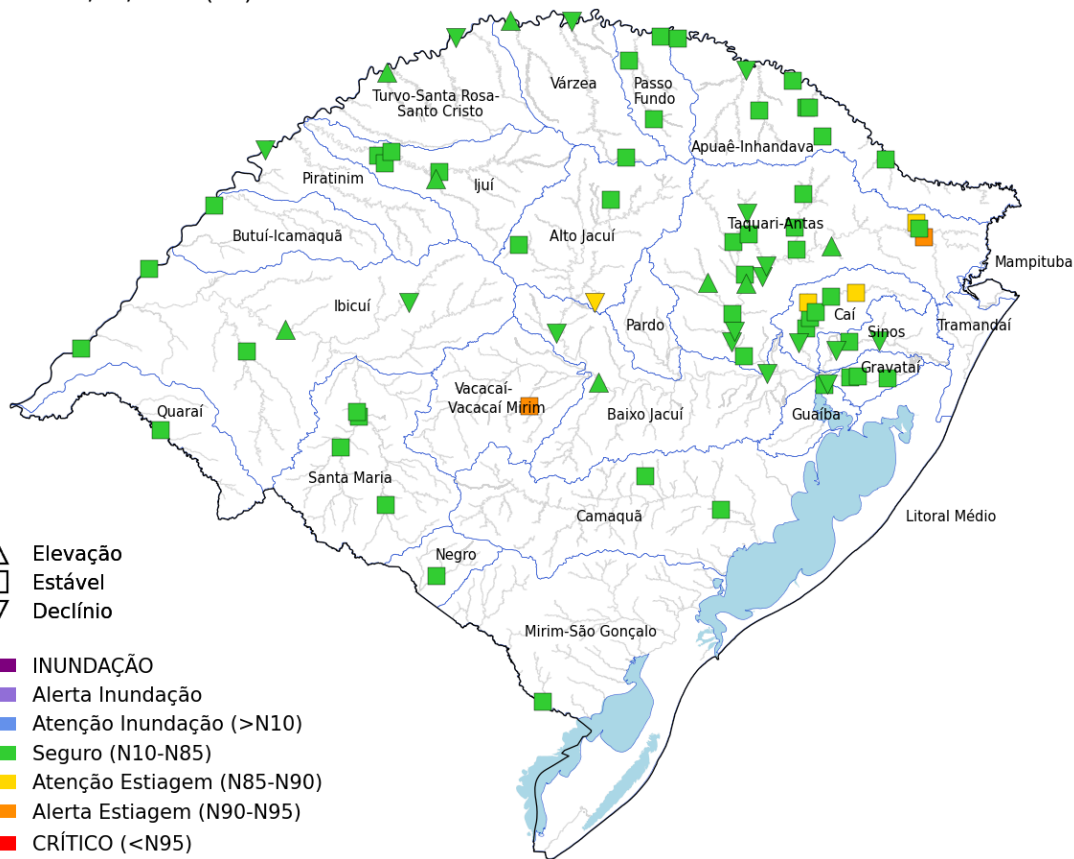 Várzea
Passo
Fundo
Turvo-Santa Rosa-
Santo Cristo
Apuaê-Inhandava
Piratinim
Ijuí
Butuí-Icamaquã
Alto Jacuí
Taquari-Antas
Mampituba
Ibicuí
Pardo
Caí
Sinos
Tramandaí
Gravataí
Quaraí
Vacacaí-
Vacacaí Mirim
Baixo Jacuí
Guaíba
Santa Maria
Camaquã
Litoral Médio
Negro
Mirim-São Gonçalo
Elevação
Estável
Declínio
INUNDAÇÃO
Alerta Inundação
Atenção Inundação (>N10)
Seguro (N10-N85)
Atenção Estiagem (N85-N90)
Alerta Estiagem (N90-N95)
CRÍTICO (<N95)